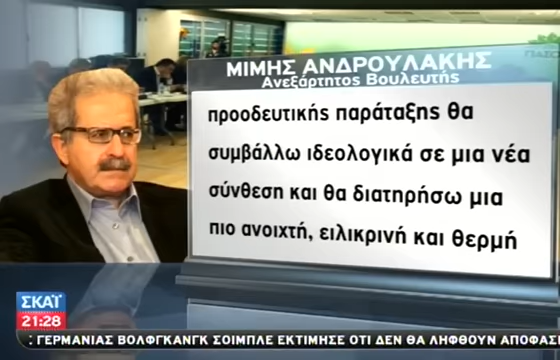 ΜΙΜΗΣ ΑΝΔΡΟΥΛΑΚΗΣ
Ανεξάρτητος Βουλευτής
προοδευτικής παράταξης θα
συμβάλλω ιδεολογικά σε μια νέα
σύνθεση και θα διατηρήσω μια
πιο ανοιχτή, ειλικρινή και θερμή
ΣΚΑΪ
21:28
: ΓΕΡΜΑΝΙΑΣ ΒΟΛΦΓΚΑΝΓΚ ΣΟΙΜΠΛΕ ΕΚΤΙΜΗΣΕ ΟΤΙ ΔΕΝ ΘΑ ΛΗΦΘΟΥΝ ΑΠΟΦΑΣ